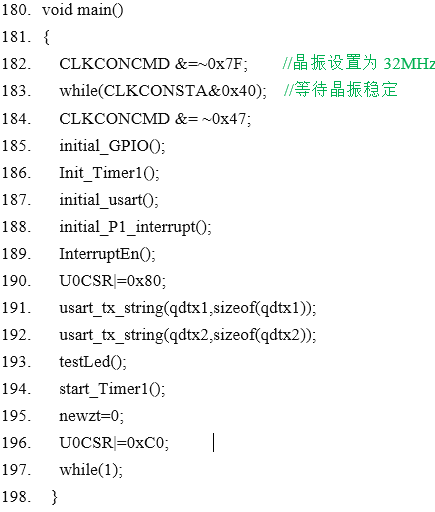 180. void main()
181. {
182. CLKCONCMD &=~0x7F; //晶振设置为 32MHz
183. while(CLKCONSTA&0x40); //等待晶振稳定
184. CLKCONCMD &= ~0x47;
185. initial_GPIO();
186. Init_Timer1();
187. initial_usart();
188. initial_P1_interrupt();
189. InterruptEn();
190. U0CSR|=0x80;
191. usart_tx_string(qdtx1,sizeof(qdtx1));
192. usart_tx_string(qdtx2,sizeof(qdtx2));
193. testLed();
194. start_Timer1();
195. newzt=0;
196. U0CSR|=0xC0;
197. while(1);
198. }